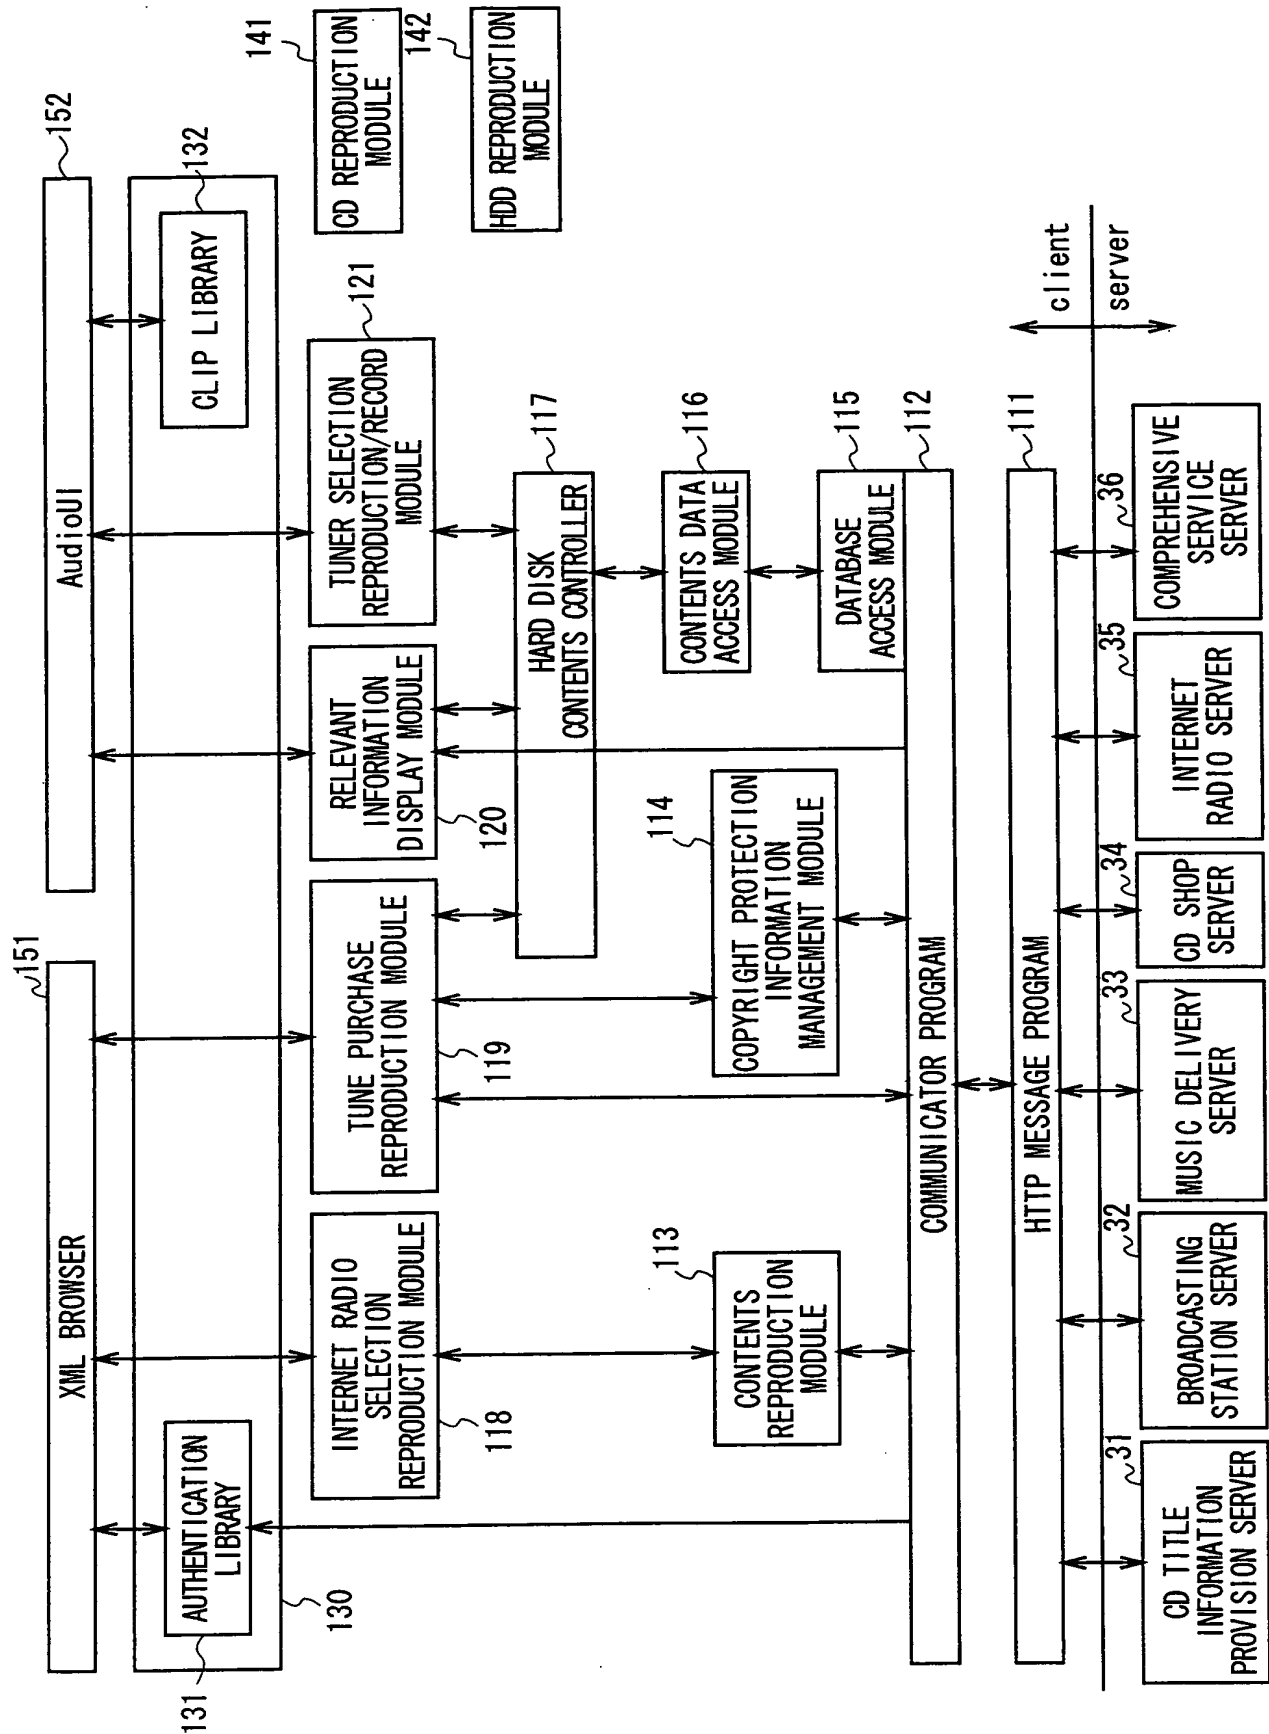 151
XML BROWSER
152
AudioUI
131
AUTHENTICATION
LIBRARY
130
132
CLIP LIBRARY
INTERNET RADIO
SELECTION
REPRODUCTION MODULE
118
TUNE PURCHASE
REPRODUCTION MODULE
119
RELEVANT
INFORMATION
DISPLAY MODULE
120
121
TUNER SELECTION
REPRODUCTION/RECORD
MODULE
141
CD REPRODUCTION
MODULE
142
HDD REPRODUCTION
MODULE
117
HARD DISK
CONTENTS CONTROLLER
113
CONTENTS
REPRODUCTION
MODULE
114
COPYRIGHT PROTECTION
INFORMATION
MANAGEMENT MODULE
116
CONTENTS DATA
ACCESS MODULE
115
DATABASE
ACCESS MODULE
112
COMMUNICATOR PROGRAM
111
HTTP MESSAGE PROGRAM
client
server
31
CD TITLE
INFORMATION
PROVISION SERVER
32
BROADCASTING
STATION SERVER
33
MUSIC DELIVERY
SERVER
34
CD SHOP
SERVER
35
INTERNET
RADIO SERVER
36
COMPREHENSIVE
SERVICE
SERVER